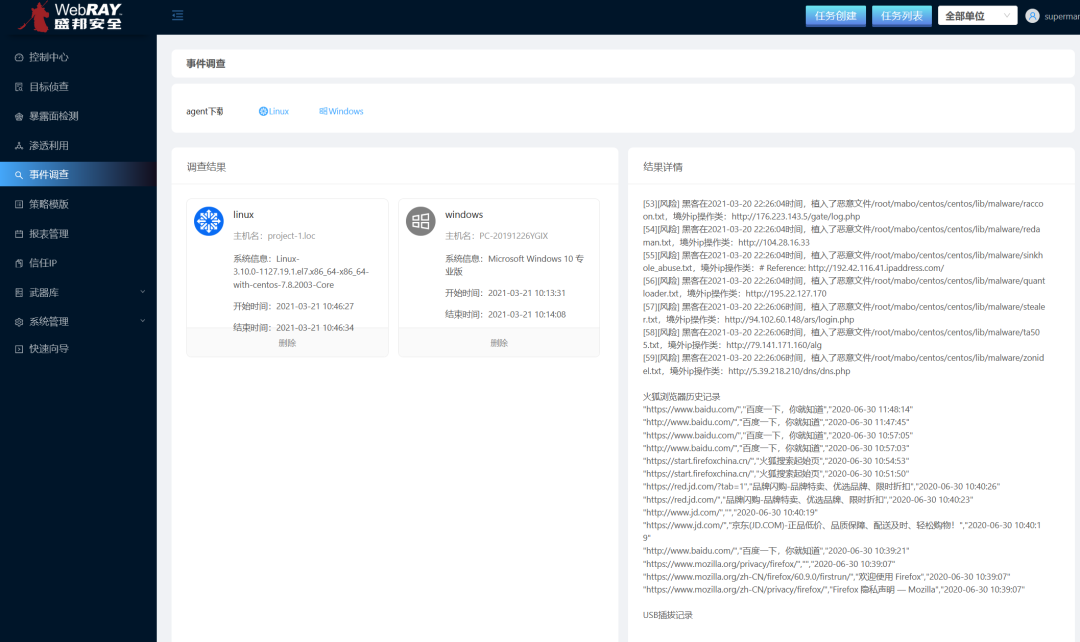 WebRAY
盛邦安全
任务创建
任务列表
全部单位
superman
控制中心
目标侦查
暴露面检测
渗透利用
事件调查
策略模版
报表管理
信任IP
武器库
系统管理
快速向导
事件调查
agent下载
Linux
Windows
调查结果
linux
主机名：project-1.loc
系统信息：Linux-
3.10.0-1127.19.1.el7.x86_64-x86_64-
with-centos-7.8.2003-Core
开始时间：2021-03-21 10:46:27
结束时间：2021-03-21 10:46:34
删除
windows
主机名：PC-20191226YGIX
系统信息：Microsoft Windows 10 专
业版
开始时间：2021-03-21 10:13:31
结束时间：2021-03-21 10:14:08
删除
结果详情
[53][风险] 黑客在2021-03-20 22:26:04时间，植入了恶意文件/root/mabo/centos/centos/lib/malware/racco
on.txt，境外ip操作类：http://176.223.143.5/gate/log.php
[54][风险] 黑客在2021-03-20 22:26:04时间，植入了恶意文件/root/mabo/centos/centos/lib/malware/reda
man.txt，境外ip操作类：http://104.28.16.33
[55][风险] 黑客在2021-03-20 22:26:04时间，植入了恶意文件/root/mabo/centos/centos/lib/malware/sinkh
ole_abuse.txt，境外ip操作类：# Reference: http://192.42.116.41.ipaddress.com/
[56][风险] 黑客在2021-03-20 22:26:04时间，植入了恶意文件/root/mabo/centos/centos/lib/malware/quant
loader.txt，境外ip操作类：http://195.22.127.170
[57][风险] 黑客在2021-03-20 22:26:06时间，植入了恶意文件/root/mabo/centos/centos/lib/malware/steale
r.txt，境外ip操作类：http://94.102.60.148/ars/login.php
[58][风险] 黑客在2021-03-20 22:26:06时间，植入了恶意文件/root/mabo/centos/centos/lib/malware/ta50
5.txt，境外ip操作类：http://79.141.171.160/alg
[59][风险] 黑客在2021-03-20 22:26:06时间，植入了恶意文件/root/mabo/centos/centos/lib/malware/zonid
el.txt，境外ip操作类：http://5.39.218.210/dns/dns.php
火狐浏览器历史记录
"https://www.baidu.com/","百度一下，你就知道","2020-06-30 11:48:14"
"http://www.baidu.com/","百度一下，你就知道","2020-06-30 11:47:45"
"https://www.baidu.com/","百度一下，你就知道","2020-06-30 10:57:05"
"http://www.baidu.com/","百度一下，你就知道","2020-06-30 10:57:03"
"https://start.firefoxchina.cn/","火狐搜索起始页","2020-06-30 10:54:53"
"https://start.firefoxchina.cn/","火狐搜索起始页","2020-06-30 10:51:50"
"https://red.jd.com/?tab=1","品牌闪购-品牌特卖、优选品牌、限时折扣","2020-06-30 10:40:26"
"https://red.jd.com/","品牌闪购-品牌特卖、优选品牌、限时折扣","2020-06-30 10:40:23"
"http://www.jd.com/","","2020-06-30 10:40:19"
"https://www.jd.com/","京东(JD.COM)-正品低价、品质保障、配送及时、轻松购物！","2020-06-30 10:40:1
9"
"http://www.baidu.com/","百度一下，你就知道","2020-06-30 10:39:21"
"https://www.mozilla.org/privacy/firefox/","","2020-06-30 10:39:07"
"https://www.mozilla.org/zh-CN/firefox/60.9.0/firstrun/","欢迎使用 Firefox","2020-06-30 10:39:07"
"https://www.mozilla.org/zh-CN/privacy/firefox/","Firefox 隐私声明 — Mozilla","2020-06-30 10:39:07"
USB插拔记录